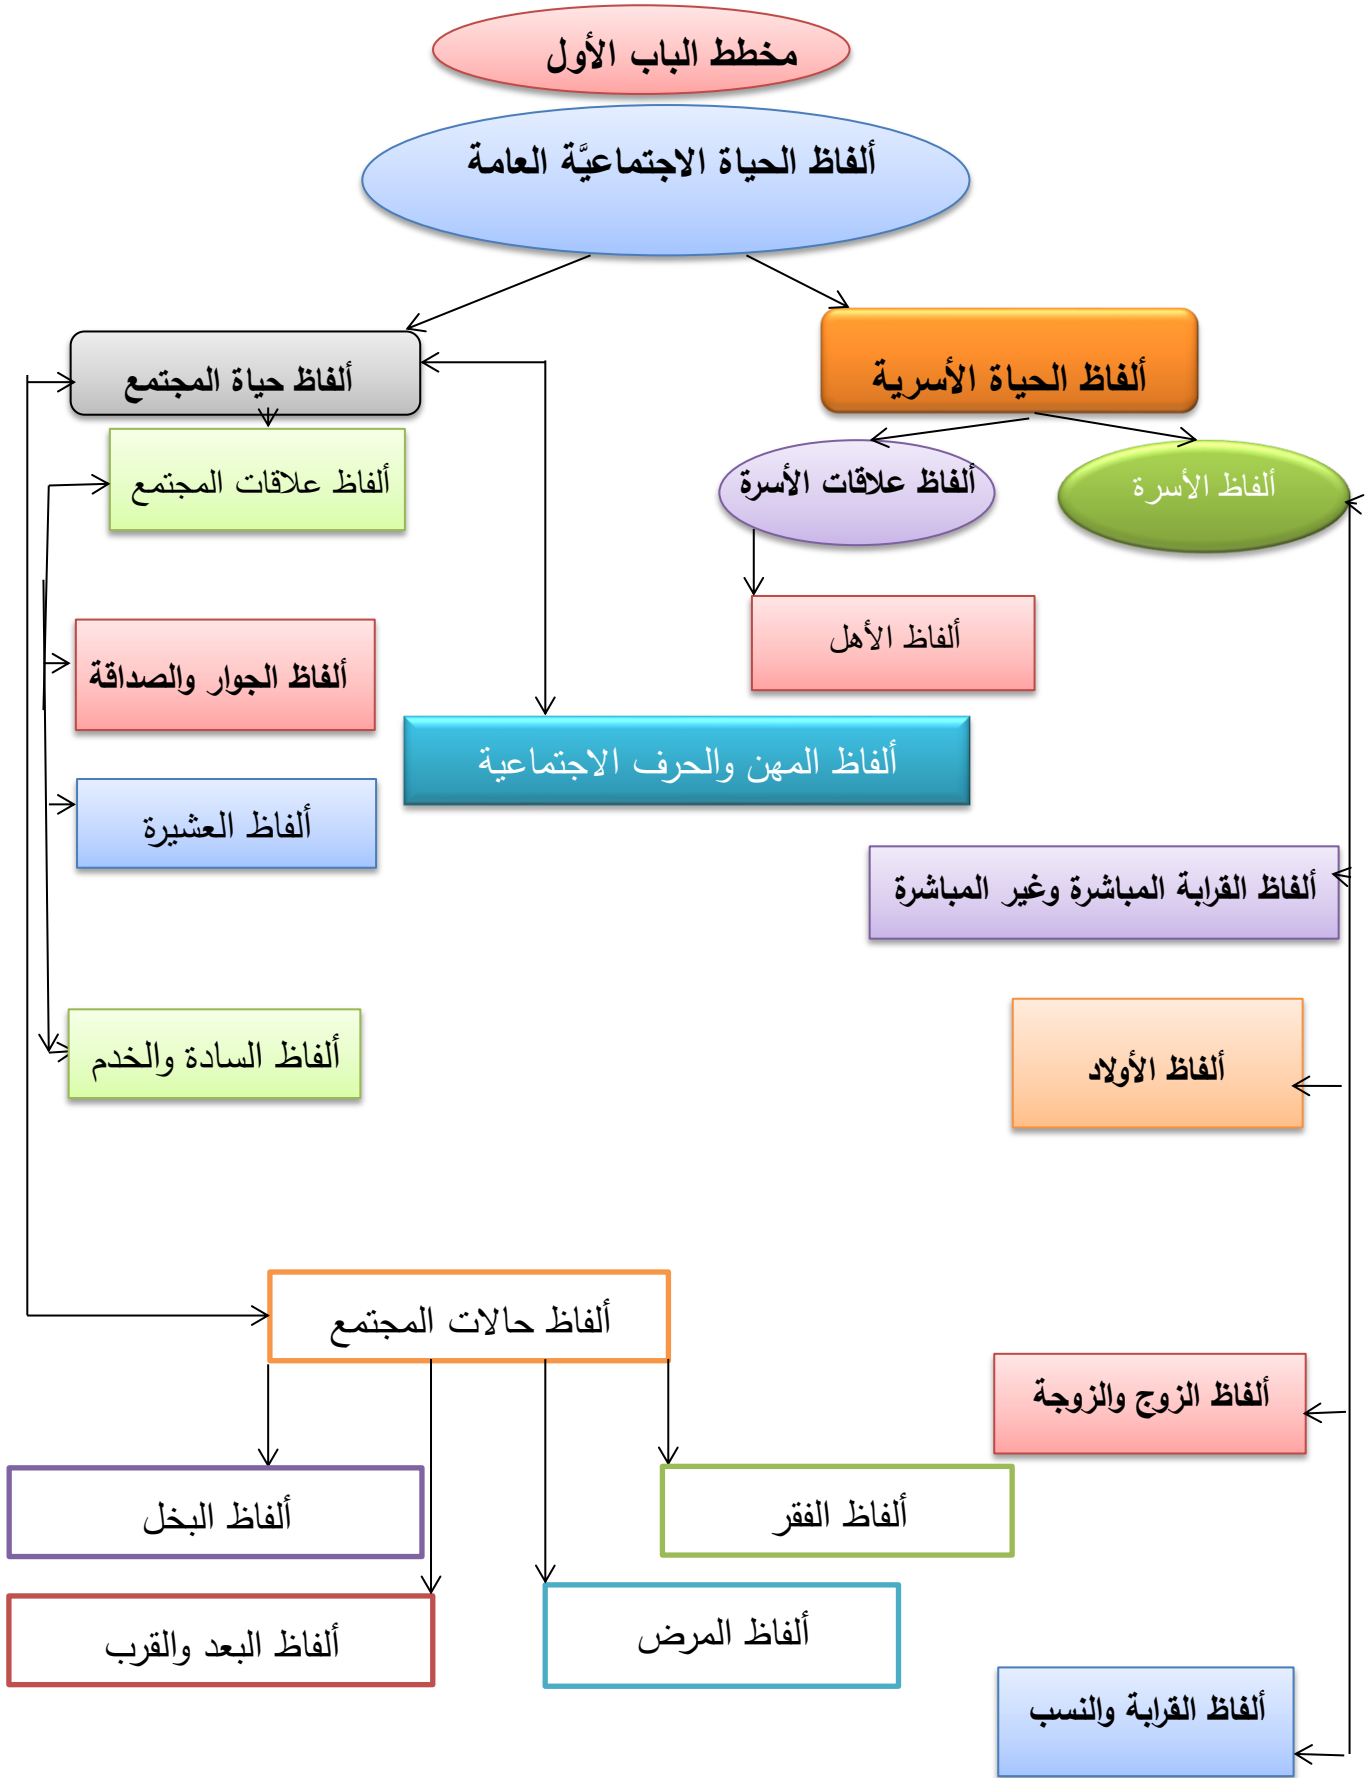 مخطط الباب الأول
ألفاظ الحياة الاجتماعيَّة العامة
ألفاظ الحياة الأسرية
ألفاظ حياة المجتمع
ألفاظ الأسرة
ألفاظ علاقات الأسرة
ألفاظ علاقات المجتمع
ألفاظ الأهل
ألفاظ الجوار والصداقة
ألفاظ المهن والحرف الاجتماعية
ألفاظ العشيرة
ألفاظ القرابة المباشرة وغير المباشرة
ألفاظ الأولاد
ألفاظ السادة والخدم
ألفاظ حالات المجتمع
ألفاظ الزوج والزوجة
ألفاظ الفقر
ألفاظ البخل
ألفاظ المرض
ألفاظ البعد والقرب
ألفاظ القرابة والنسب